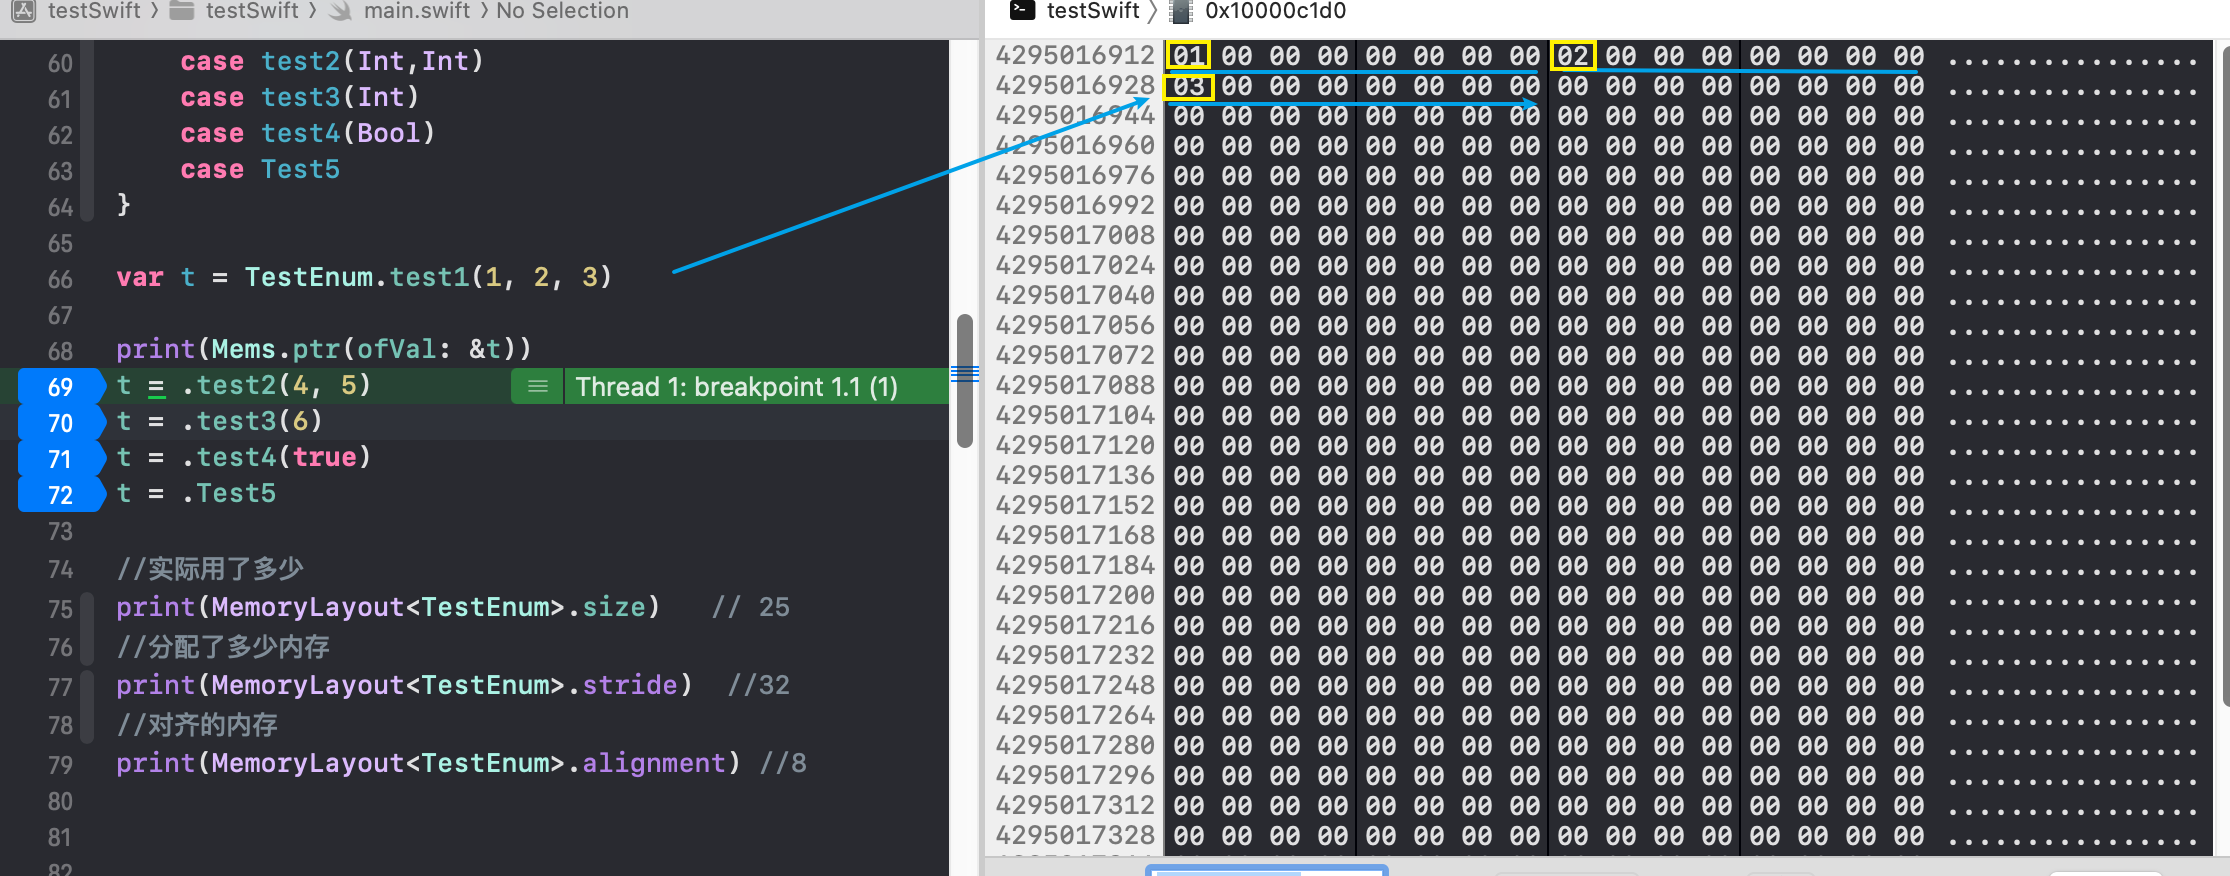 testSwift 〉 testSwift 〉 main.swift 〉 No Selection
60 case test2(Int,Int)
61 case test3(Int)
62 case test4(Bool)
63 case Test5
64 }
65
66 var t = TestEnum.test1(1, 2, 3)
67
68 print(Mems.ptr(ofVal: &t))
69 t = .test2(4, 5) Thread 1: breakpoint 1.1 (1)
70 t = .test3(6)
71 t = .test4(true)
72 t = .Test5
73
74 //实际用了多少
75 print(MemoryLayout<TestEnum>.size) // 25
76 //分配了多少内存
77 print(MemoryLayout<TestEnum>.stride) //32
78 //对齐的内存
79 print(MemoryLayout<TestEnum>.alignment) //8
80
81
82
testSwift 〉 0x10000c1d0
4295016912 01 00 00 00 00 00 00 00 02 00 00 00 00 00 00 00 ................
4295016928 03 00 00 00 00 00 00 00 00 00 00 00 00 00 00 00 ................
4295016944 00 00 00 00 00 00 00 00 00 00 00 00 00 00 00 00 ................
4295016960 00 00 00 00 00 00 00 00 00 00 00 00 00 00 00 00 ................
4295016976 00 00 00 00 00 00 00 00 00 00 00 00 00 00 00 00 ................
4295016992 00 00 00 00 00 00 00 00 00 00 00 00 00 00 00 00 ................
4295017008 00 00 00 00 00 00 00 00 00 00 00 00 00 00 00 00 ................
4295017024 00 00 00 00 00 00 00 00 00 00 00 00 00 00 00 00 ................
4295017040 00 00 00 00 00 00 00 00 00 00 00 00 00 00 00 00 ................
4295017056 00 00 00 00 00 00 00 00 00 00 00 00 00 00 00 00 ................
4295017072 00 00 00 00 00 00 00 00 00 00 00 00 00 00 00 00 ................
4295017088 00 00 00 00 00 00 00 00 00 00 00 00 00 00 00 00 ................
4295017104 00 00 00 00 00 00 00 00 00 00 00 00 00 00 00 00 ................
4295017120 00 00 00 00 00 00 00 00 00 00 00 00 00 00 00 00 ................
4295017136 00 00 00 00 00 00 00 00 00 00 00 00 00 00 00 00 ................
4295017152 00 00 00 00 00 00 00 00 00 00 00 00 00 00 00 00 ................
4295017168 00 00 00 00 00 00 00 00 00 00 00 00 00 00 00 00 ................
4295017184 00 00 00 00 00 00 00 00 00 00 00 00 00 00 00 00 ................
4295017200 00 00 00 00 00 00 00 00 00 00 00 00 00 00 00 00 ................
4295017216 00 00 00 00 00 00 00 00 00 00 00 00 00 00 00 00 ................
4295017232 00 00 00 00 00 00 00 00 00 00 00 00 00 00 00 00 ................
4295017248 00 00 00 00 00 00 00 00 00 00 00 00 00 00 00 00 ................
4295017264 00 00 00 00 00 00 00 00 00 00 00 00 00 00 00 00 ................
4295017280 00 00 00 00 00 00 00 00 00 00 00 00 00 00 00 00 ................
4295017296 00 00 00 00 00 00 00 00 00 00 00 00 00 00 00 00 ................
4295017312 00 00 00 00 00 00 00 00 00 00 00 00 00 00 00 00 ................
4295017328 00 00 00 00 00 00 00 00 00 00 00 00 00 00 00 00 ................